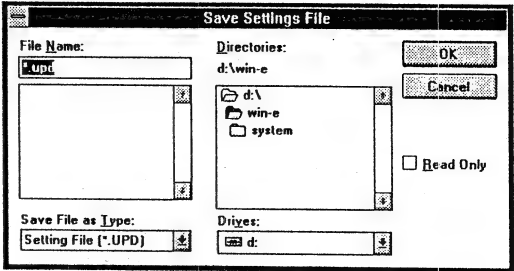 Save Settings File
File Name:
*.upd
Directories:
d:\win-e
d:\
win-e
system
OK
Cancel
Read Only
Save File as Type:
Setting File (*.UPD)
Drives:
d: